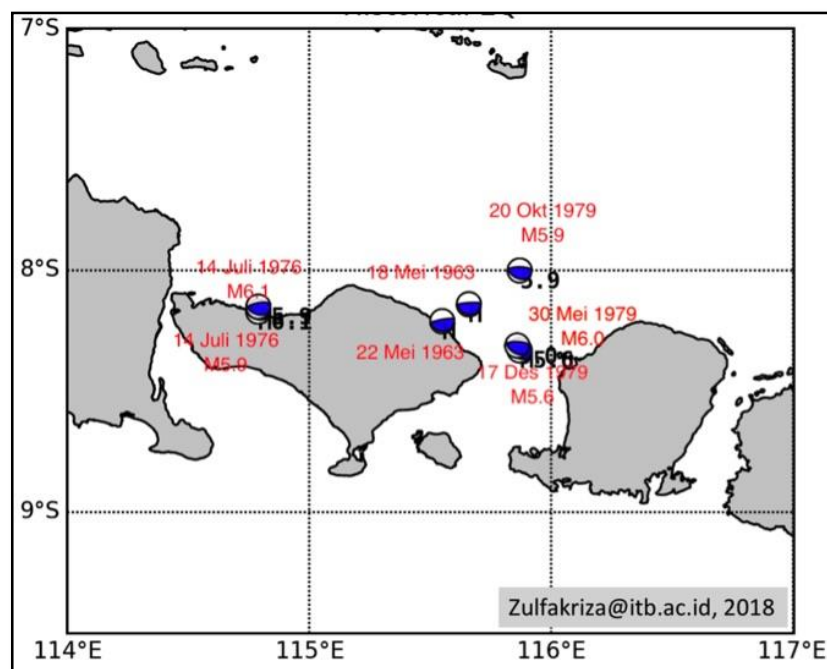 7°S
20 Okt 1979
M5.9
8°S
14 Juli 1976
M6.1
18 Mei 1963
5.9
30 Mei 1979
M6.0
14 Juli 1976
M5.9
22 Mei 1963
17 Des 1979
M5.6
9°S
Zulfakriza@itb.ac.id, 2018
114°E
115°E
116°E
117°E